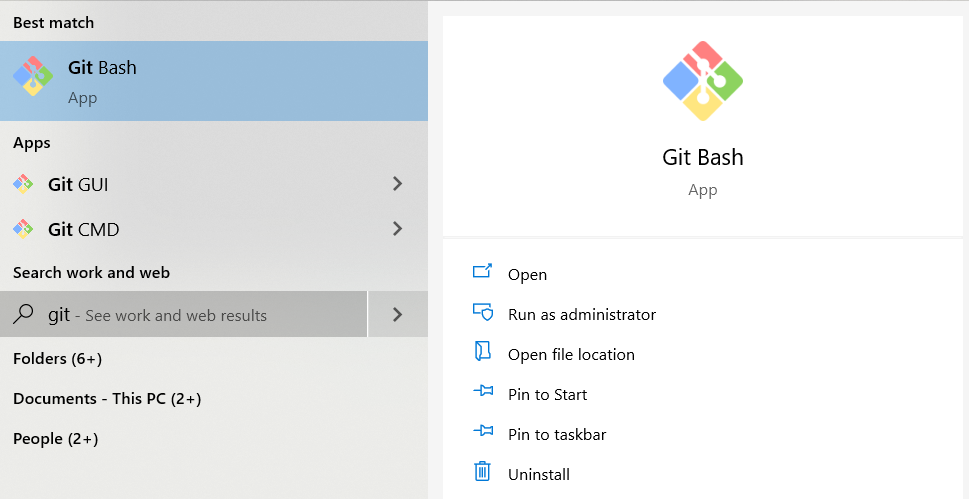 Best match
Git Bash
App
Apps
Git GUI
Git CMD
Search work and web
git - See work and web results
Folders (6+)
Documents - This PC (2+)
People (2+)
Git Bash
App
Open
Run as administrator
Open file location
Pin to Start
Pin to taskbar
Uninstall